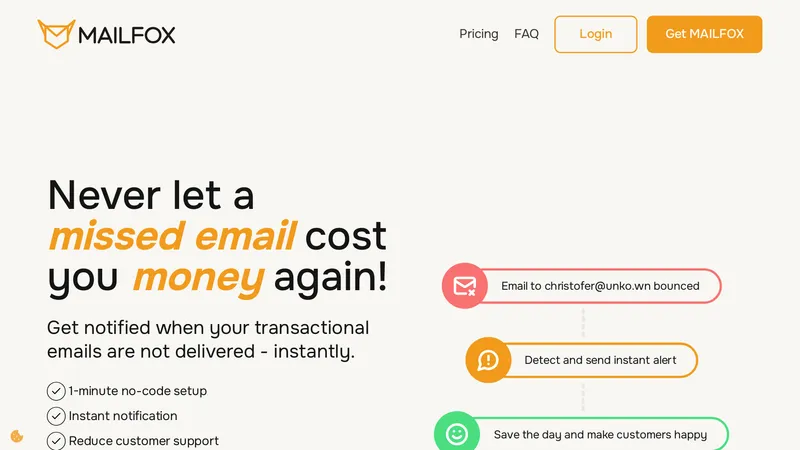 MAILFOX
Pricing
FAQ
Login
Get MAILFOX
Never let a
missed email cost
you money again!
Get notified when your transactional
emails are not delivered - instantly.
1-minute no-code setup
Instant notification
Reduce customer support
Email to christofer@unko.wn bounced
Detect and send instant alert
Save the day and make customers happy